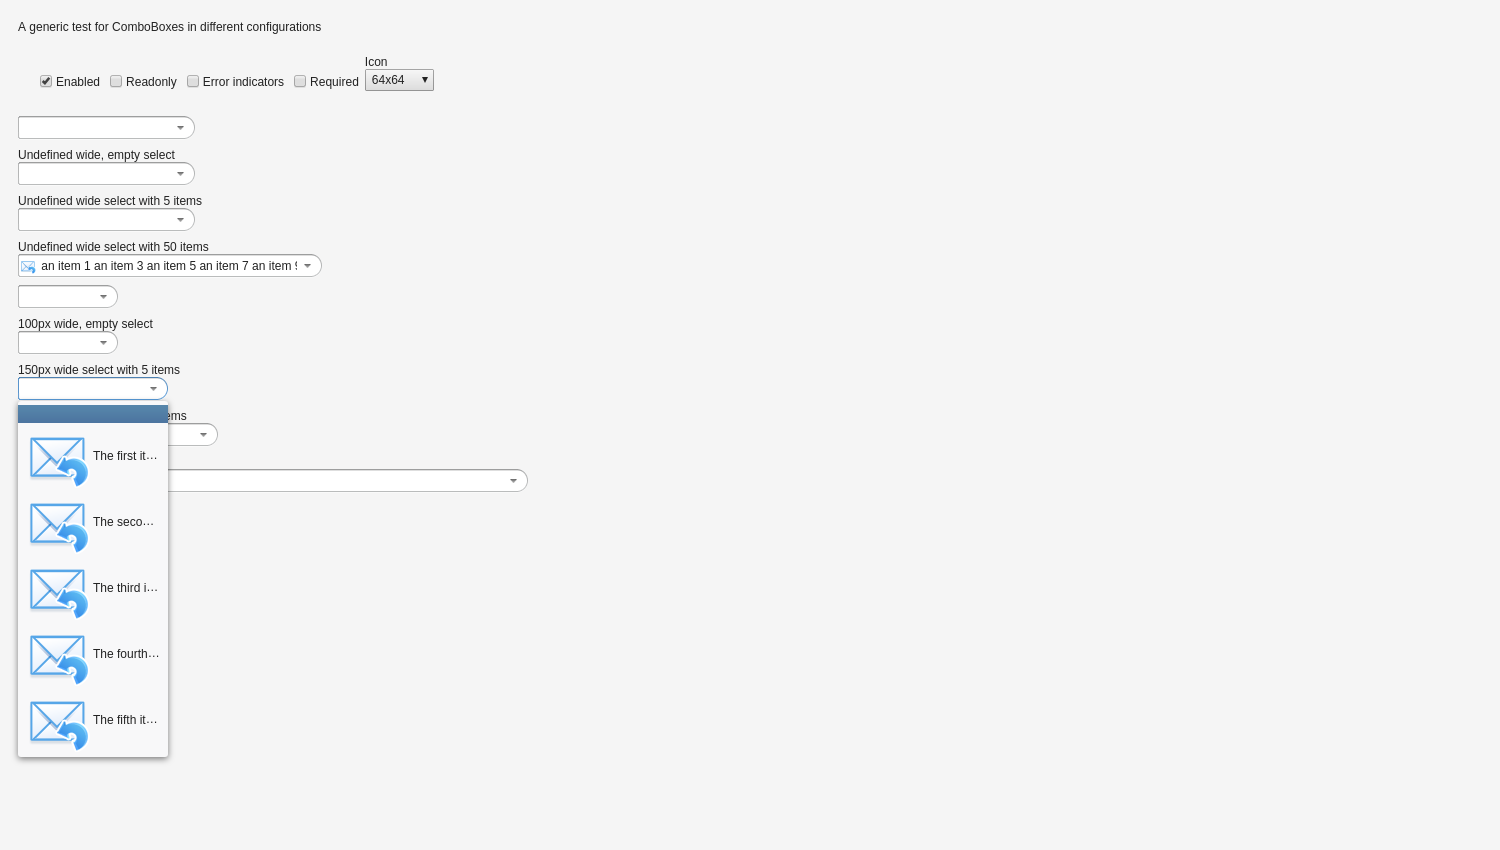 A generic test for ComboBoxes in different configurations
Icon
Enabled Readonly Error indicators Required 64x64
Undefined wide, empty select
Undefined wide select with 5 items
Undefined wide select with 50 items
an item 1 an item 3 an item 5 an item 7 an item
100px wide, empty select
150px wide select with 5 items
ems
The first it...
The seco...
The third i...
The fourth...
The fifth it...